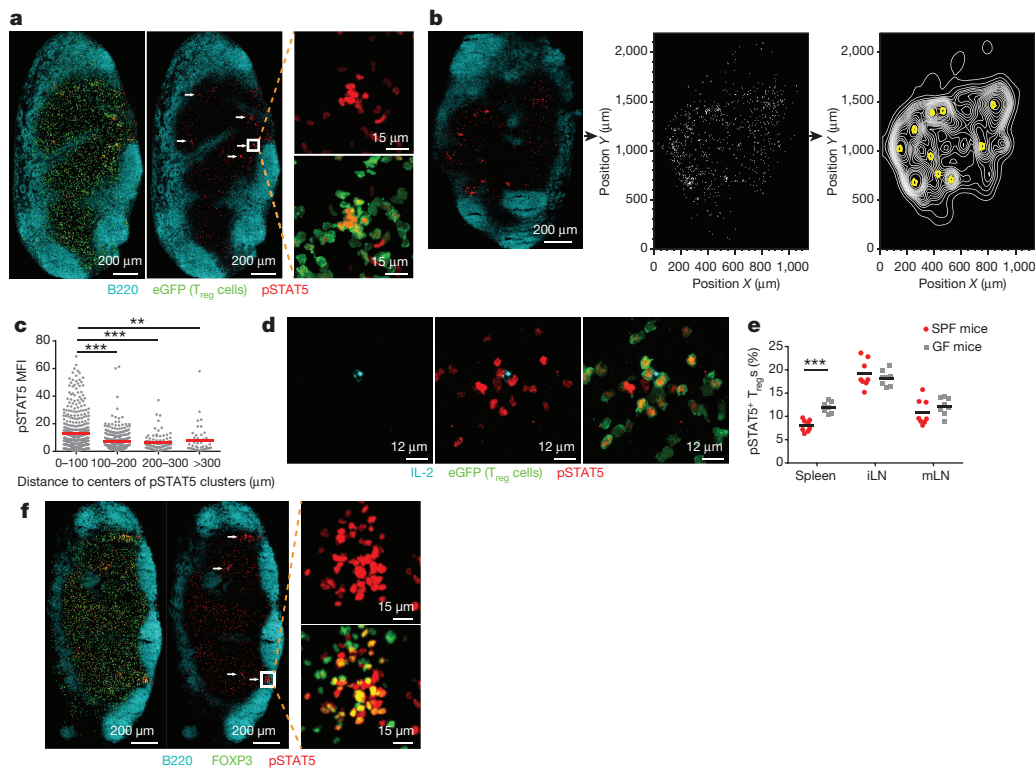 a
200 μm
200 μm
15 μm
15 μm
B220 eGFP (Treg cells) pSTAT5
b
200 μm
Position Y (μm)
2,000
1,500
1,000
500
0
0 200 400 600 800 1,000
Position X (μm)
Position Y (μm)
2,000
1,500
1,000
500
0
0 200 400 600 800 1,000
Position X (μm)
c
**
***
***
pSTAT5 MFI
80
60
40
20
0
0–100 100–200 200–300 >300
Distance to centers of pSTAT5 clusters (μm)
d
12 μm
12 μm
12 μm
IL-2 eGFP (Treg cells) pSTAT5
e
SPF mice
GF mice
***
pSTAT5+ Tregs (%)
25
20
15
10
5
0
Spleen iLN mLN
f
200 μm
200 μm
15 μm
15 μm
B220 FOXP3 pSTAT5